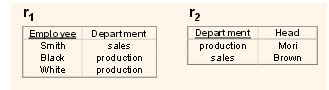 r1
Employee Department
Smith sales
Black production
White production
r2
Department Head
production Mori
sales Brown